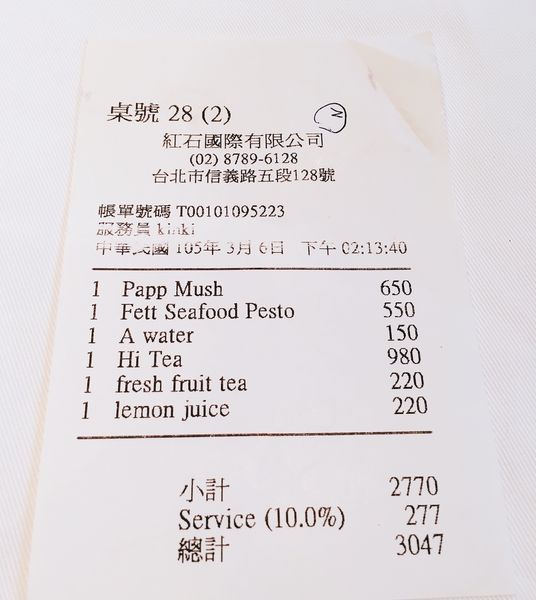 桌號 28 (2)
N
紅石國際有限公司
(02) 8789-6128
台北市信義路五段128號
帳單號碼 T00101095223
服務員 kinki
中華民國 105年 3月 6日 下午 02:13:40
1 Papp Mush 650
1 Fett Seafood Pesto 550
1 A water 150
1 Hi Tea 980
1 fresh fruit tea 220
1 lemon juice 220
小計 2770
Service (10.0%) 277
總計 3047